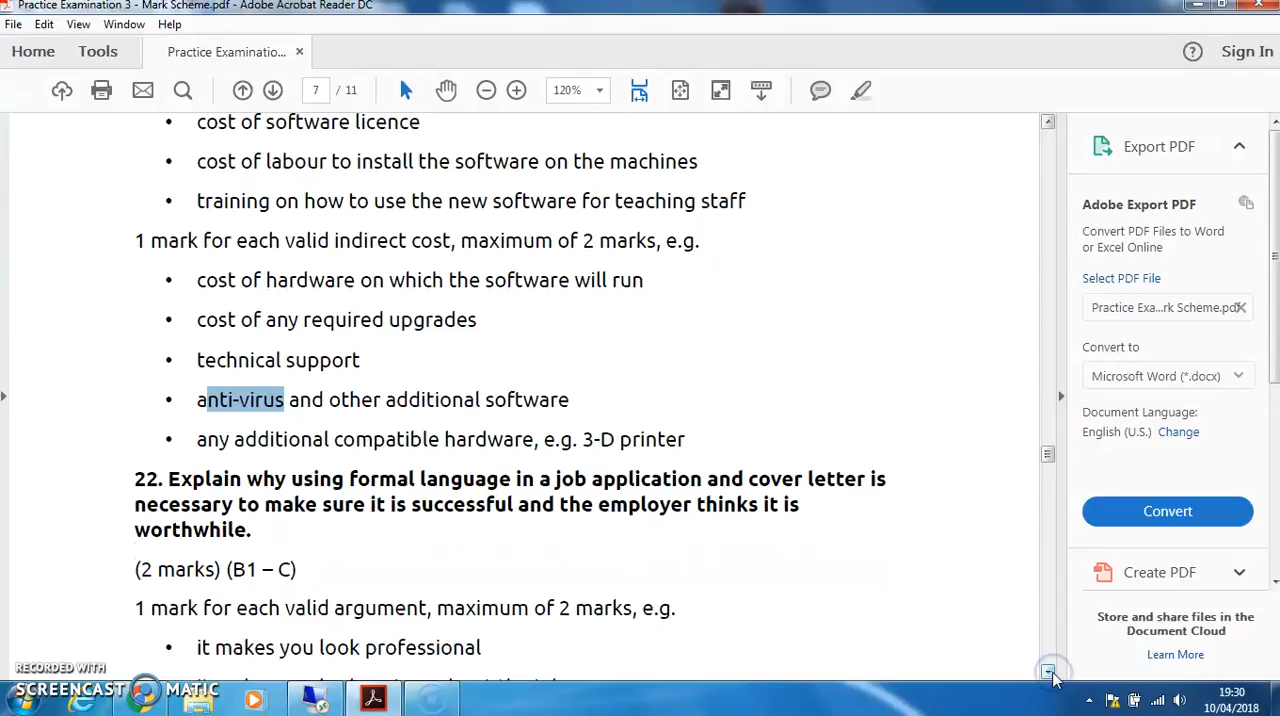 Practice Examination 3 - Mark Scheme.pdf - Adobe Acrobat Reader DC
File Edit View Window Help
Home Tools Practice Examinatio... × Sign In
7 / 11 120%
cost of software licence
• cost of labour to install the software on the machines
• training on how to use the new software for teaching staff
1 mark for each valid indirect cost, maximum of 2 marks, e.g.
• cost of hardware on which the software will run
• cost of any required upgrades
• technical support
• anti-virus and other additional software
• any additional compatible hardware, e.g. 3-D printer
22. Explain why using formal language in a job application and cover letter is
necessary to make sure it is successful and the employer thinks it is
worthwhile.
(2 marks) (B1 – C)
1 mark for each valid argument, maximum of 2 marks, e.g.
• it makes you look professional
Export PDF
Adobe Export PDF
Convert PDF Files to Word
or Excel Online
Select PDF File
Practice Exa...rk Scheme.pdf
Convert to
Microsoft Word (*.docx)
Document Language:
English (U.S.) Change
Convert
Create PDF
Store and share files in the
Document Cloud
Learn More
RECORDED WITH
SCREENCAST MATIC
19:30
10/04/2018